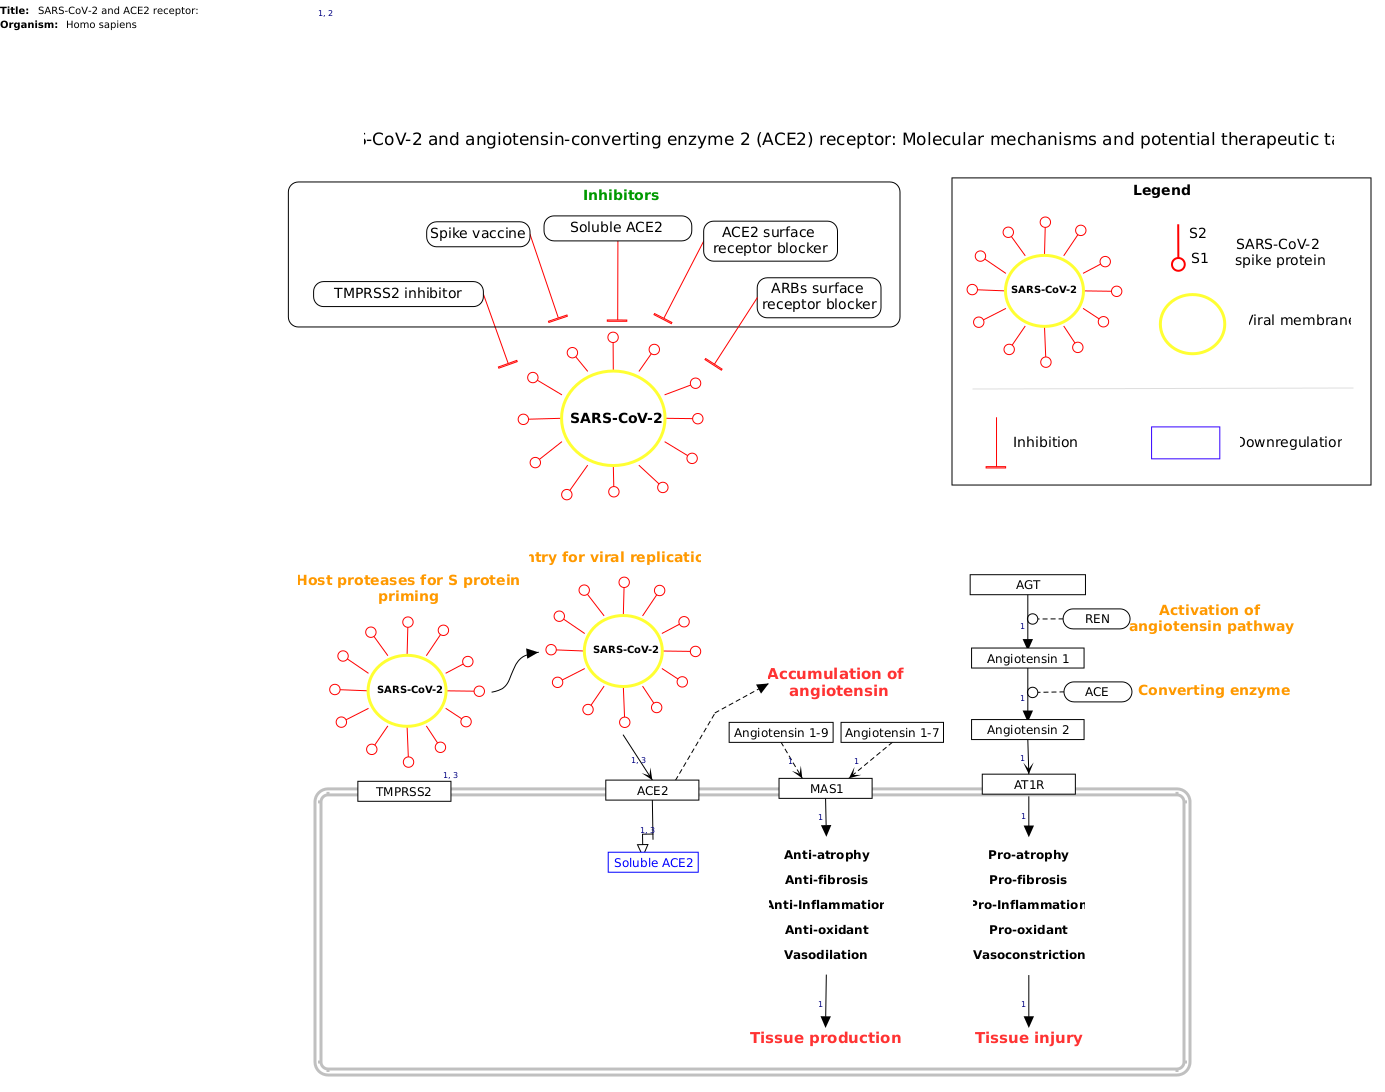 Title: SARS-CoV-2 and ACE2 receptor:
Organism: Homo sapiens
1, 2
-CoV-2 and angiotensin-converting enzyme 2 (ACE2) receptor: Molecular mechanisms and potential therapeutic
Inhibitors
Spike vaccine
Soluble ACE2
ACE2 surface
receptor blocker
TMPRSS2 inhibitor
ARBs surface
receptor blocker
SARS-CoV-2
Legend
SARS-CoV-2
S2
S1
SARS-CoV-2
spike protein
Viral membrane
Inhibition
Downregulation
Host proteases for S protein
priming
SARS-CoV-2
ntry for viral replicatio
SARS-CoV-2
Accumulation of
angiotensin
AGT
REN
1
Activation of
angiotensin pathway
Angiotensin 1
ACE
1
Converting enzyme
Angiotensin 2
1
AT1R
1
Angiotensin 1-9
Angiotensin 1-7
1
1
MAS1
1
1, 3
TMPRSS2
1, 3
ACE2
1, 3
Soluble ACE2
Anti-atrophy
Anti-fibrosis
Anti-Inflammation
Anti-oxidant
Vasodilation
1
Tissue production
Pro-atrophy
Pro-fibrosis
Pro-Inflammation
Pro-oxidant
Vasoconstriction
1
Tissue injury